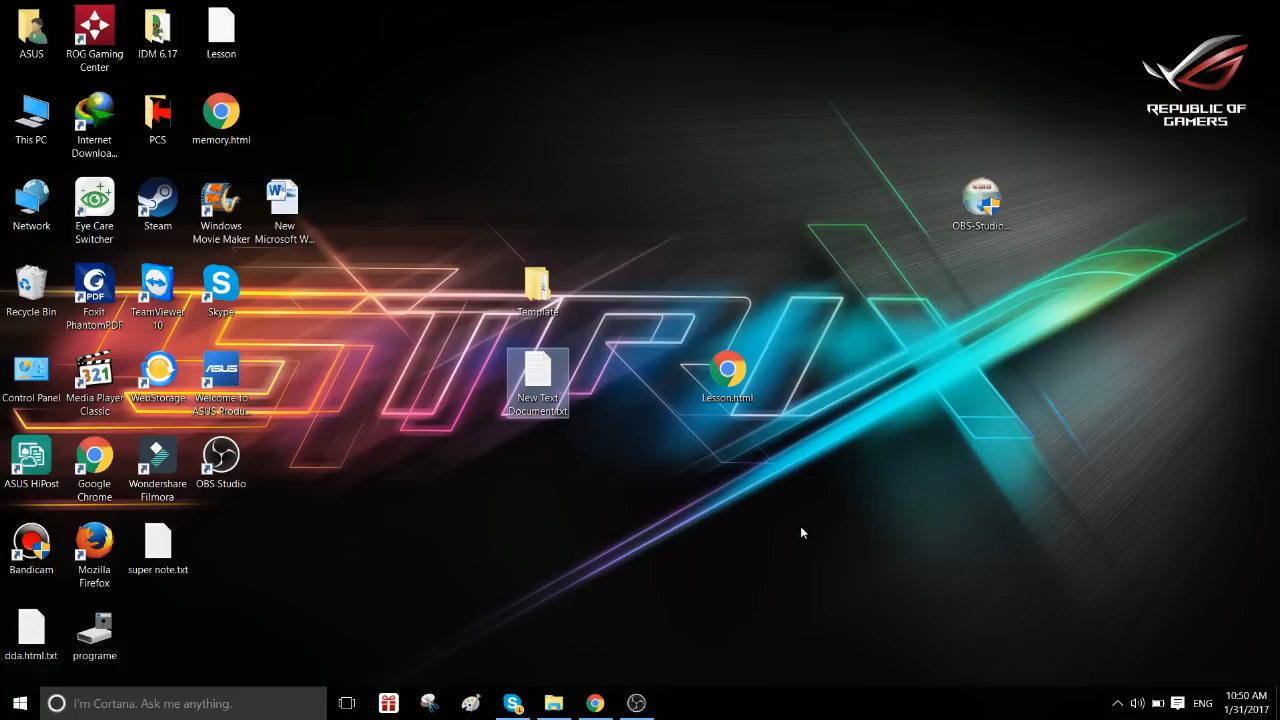 ASUS
ROG Gaming
Center
IDM 6.17
Lesson
REPUBLIC OF
GAMERS
This PC
Internet
Downloa...
PCS
memory.html
Network
Eye Care
Switcher
Steam
Windows
Movie Maker
New
Microsoft W...
OBS-Studio...
Recycle Bin
PDF
Foxit
PhantomPDF
TeamViewer
10
Skype
Template
STRIX
Control Panel
321
Media Player
Classic
WebStorage
ASUS
Welcome to
ASUS Produ...
New Text
Document.txt
Lesson.html
ASUS HiPost
Google
Chrome
Wondershare
Filmora
OBS Studio
Bandicam
Mozilla
Firefox
super note.txt
dda.html.txt
programe
I'm Cortana. Ask me anything.
ENG
10:50 AM
1/31/2017